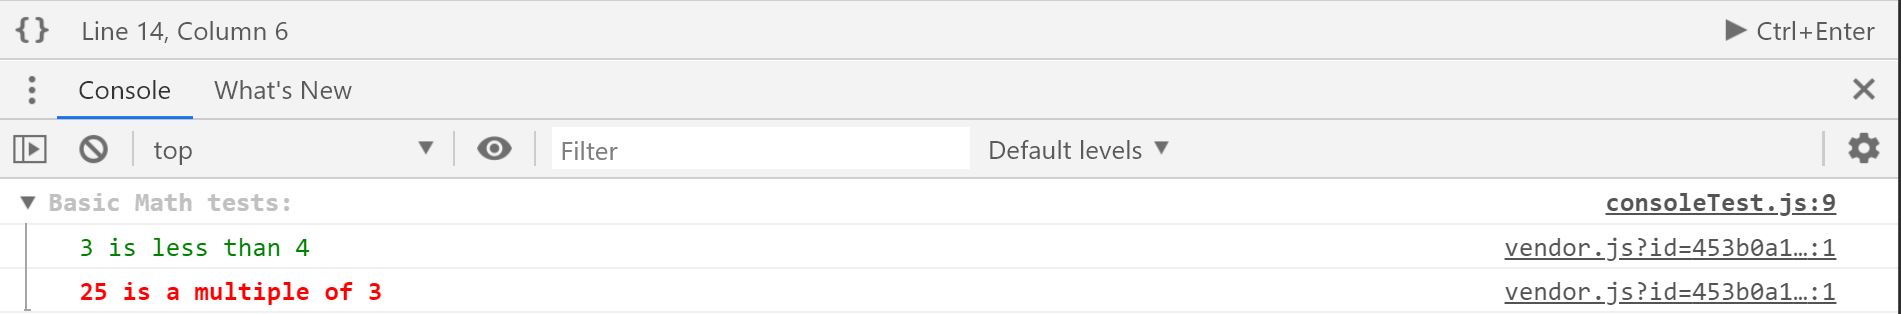 {} Line 14, Column 6 Ctrl+Enter
Console What's New
top Filter Default levels
Basic Math tests: consoleTest.js:9
3 is less than 4 vendor.js?id=453b0a1…:1
25 is a multiple of 3 vendor.js?id=453b0a1…:1